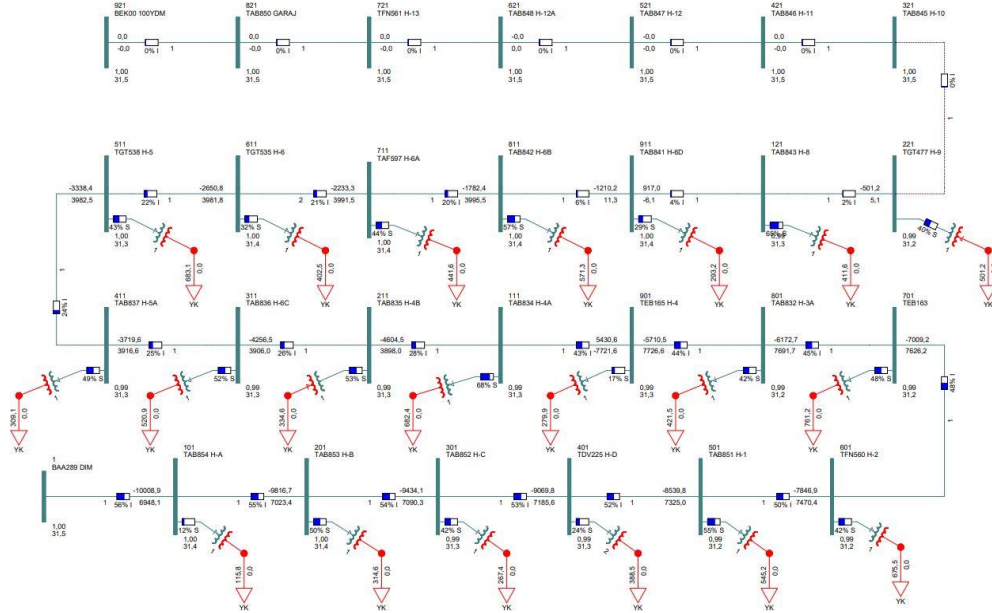 921
BEK00 100YDM
821
TAB850 GARAJ
721
TFN561 H-13
621
TAB848 H-12A
521
TAB847 H-12
421
TAB846 H-11
321
TAB845 H-10
0,0
-0,0
0% I
1
0,0
-0,0
0% I
1
0,0
-0,0
0% I
1
0,0
-0,0
0% I
1
0,0
-0,0
0% I
1
0,0
-0,0
0% I
1
0% I
1
1,00
31,5
1,00
31,5
1,00
31,5
1,00
31,5
1,00
31,5
1,00
31,5
1,00
31,5
511
TGT538 H-5
611
TGT535 H-6
711
TAF597 H-6A
811
TAB842 H-6B
911
TAB841 H-6D
121
TAB843 H-8
221
TGT477 H-9
-3338,4
3982,5
22% I
1
-2650,8
3981,8
2
21% I
-2233,3
3991,5
20% I
1
-1782,4
3995,5
6% I
-1210,2
11,3
917,0
-6,1
4% I
1
2% I
1
-501,2
5,1
43% S
1,00
31,3
1
32% S
1,00
31,4
1
44% S
1,00
31,4
1
57% S
1,00
31,4
1
29% S
1,00
31,4
1
31,3
1
0,99
31,2
40% S
1
683,1
0,0
YK
402,5
0,0
YK
441,6
0,0
YK
571,3
0,0
YK
293,2
0,0
YK
411,6
0,0
YK
501,2
YK
1
24% I
411
TAB837 H-5A
311
TAB836 H-6C
211
TAB835 H-4B
111
TAB834 H-4A
901
TEB165 H-4
801
TAB832 H-3A
701
TEB163
-3719,6
3916,6
25% I
1
-4256,5
3906,0
26% I
1
-4604,5
3898,0
28% I
1
5430,6
-7721,6
43% I
1
-5710,5
7726,6
44% I
1
-6172,7
7691,7
45% I
1
-7009,2
7626,2
48% I
1
49% S
0,99
31,3
52% S
0,99
31,3
53% S
0,99
31,3
68% S
0,99
31,3
17% S
0,99
31,3
42% S
0,99
31,2
48% S
0,99
31,2
309,1
0,0
YK
520,9
0,0
YK
334,6
0,0
YK
682,4
0,0
YK
279,9
0,0
YK
421,5
0,0
YK
761,2
0,0
YK
1
BAA289 DIM
101
TAB854 H-A
201
TAB853 H-B
301
TAB852 H-C
401
TDV225 H-D
501
TAB851 H-1
601
TFN560 H-2
56% I
1
-10008,9
6948,1
55% I
1
-9816,7
7023,4
54% I
1
-9434,1
7090,3
53% I
1
-9069,8
7185,6
52% I
1
-8539,8
7325,0
50% I
1
-7846,9
7470,4
1,00
31,5
12% S
1,00
31,4
1
50% S
1,00
31,4
1
42% S
0,99
31,3
1
24% S
0,99
31,3
2
55% S
0,99
31,2
1
42% S
0,99
31,2
1
115,8
0,0
YK
314,6
0,0
YK
267,4
0,0
YK
388,5
0,0
YK
545,2
0,0
YK
675,5
0,0
YK